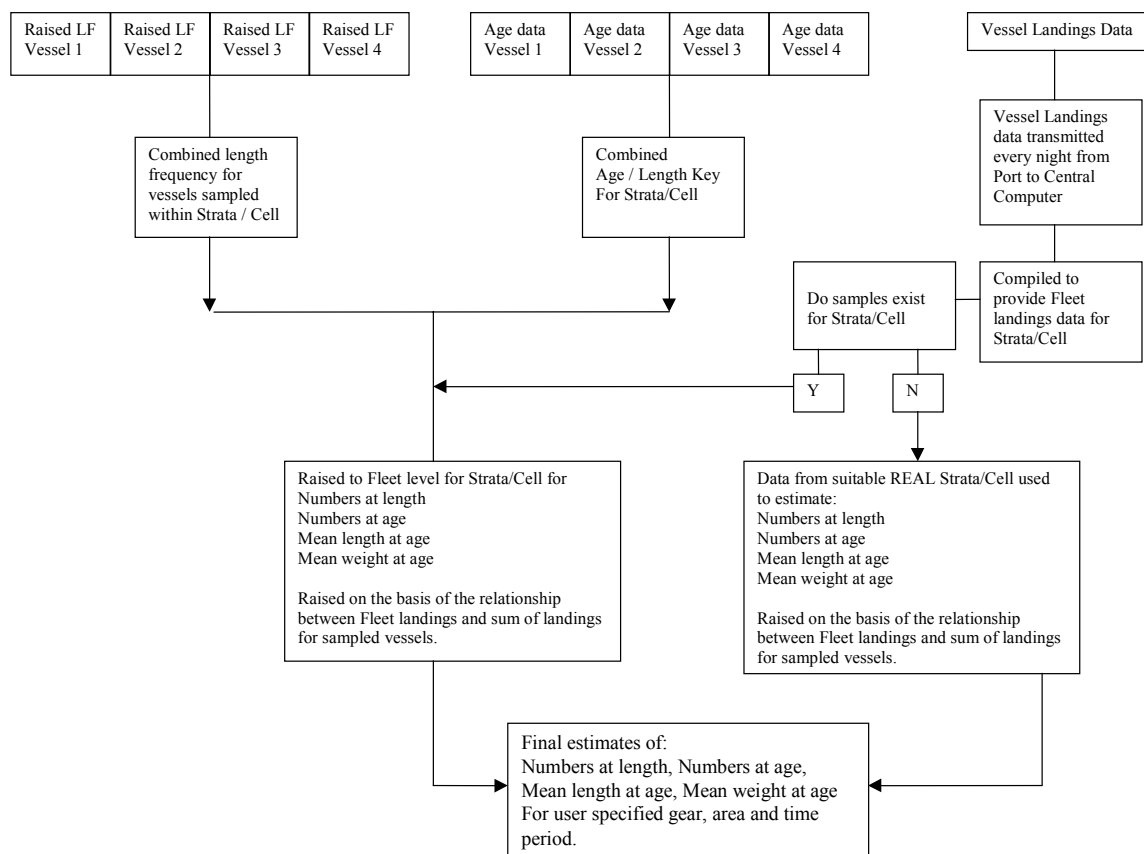 Raised LF
Vessel 1
Raised LF
Vessel 2
Raised LF
Vessel 3
Raised LF
Vessel 4
Age data
Vessel 1
Age data
Vessel 2
Age data
Vessel 3
Age data
Vessel 4
Vessel Landings Data
Combined length
frequency for
vessels sampled
within Strata / Cell
Combined
Age / Length Key
For Strata/Cell
Vessel Landings
data transmitted
every night from
Port to Central
Computer
Do samples exist
for Strata/Cell
Compiled to
provide Fleet
landings data for
Strata/Cell
Y
N
Raised to Fleet level for Strata/Cell for
Numbers at length
Numbers at age
Mean length at age
Mean weight at age
Raised on the basis of the relationship
between Fleet landings and sum of landings
for sampled vessels.
Data from suitable REAL Strata/Cell used
to estimate:
Numbers at length
Numbers at age
Mean length at age
Mean weight at age
Raised on the basis of the relationship
between Fleet landings and sum of landings
for sampled vessels.
Final estimates of:
Numbers at length, Numbers at age,
Mean length at age, Mean weight at age
For user specified gear, area and time
period.